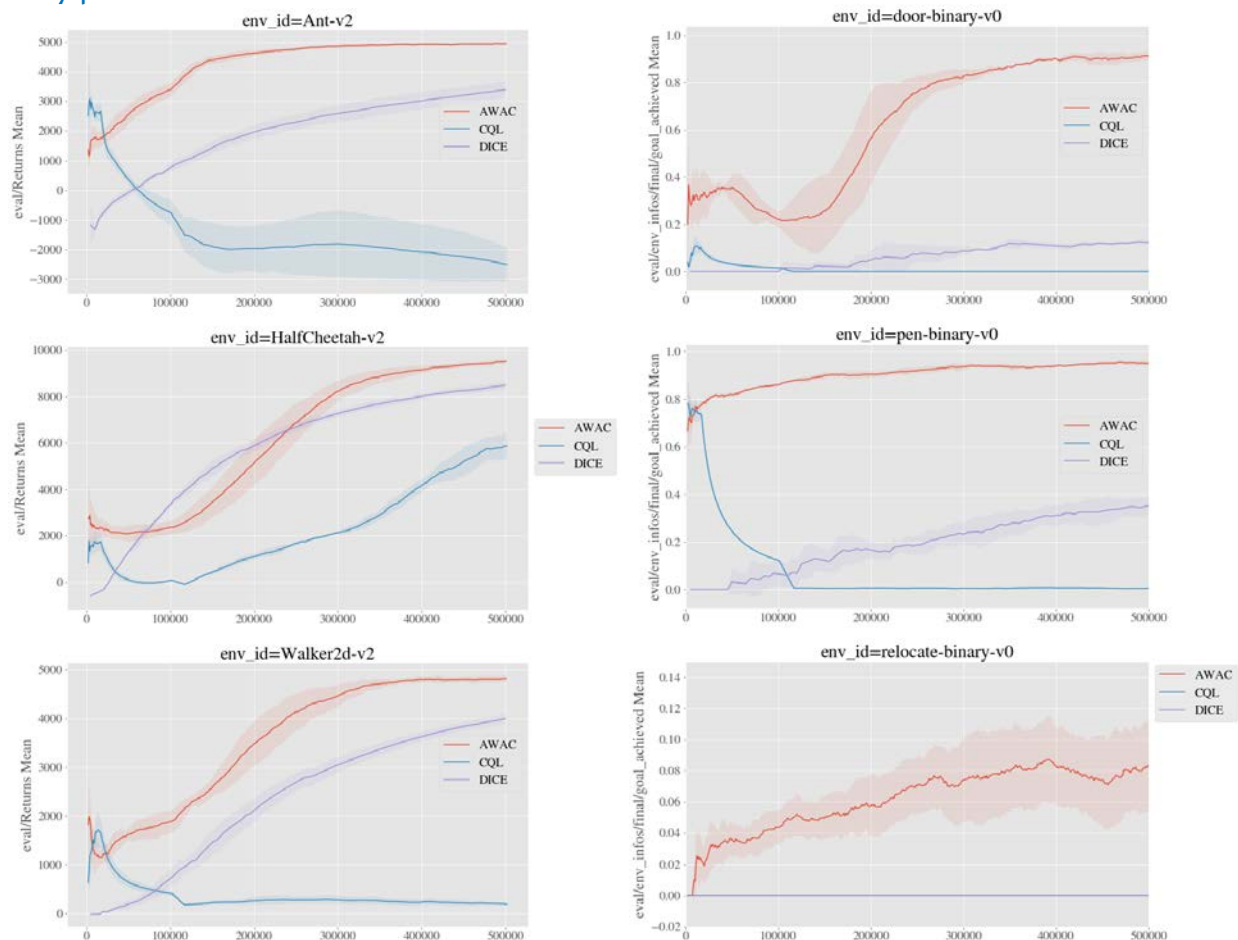 env_id=Ant-v2
5000
4000
3000
2000
1000
0
−1000
−2000
−3000
eval/Returns Mean
AWAC
CQL
DICE
0 100000 200000 300000 400000 500000
env_id=door-binary-v0
1.0
0.8
0.6
0.4
0.2
0.0
eval/env_infos/final/goal_achieved Mean
AWAC
CQL
DICE
0 100000 200000 300000 400000 500000
env_id=HalfCheetah-v2
10000
8000
6000
4000
2000
0
eval/Returns Mean
AWAC
CQL
DICE
0 100000 200000 300000 400000 500000
env_id=pen-binary-v0
1.0
0.8
0.6
0.4
0.2
0.0
eval/env_infos/final/goal_achieved Mean
AWAC
CQL
DICE
0 100000 200000 300000 400000 500000
env_id=Walker2d-v2
5000
4000
3000
2000
1000
0
eval/Returns Mean
AWAC
CQL
DICE
0 100000 200000 300000 400000 500000
env_id=relocate-binary-v0
0.14
0.12
0.10
0.08
0.06
0.04
0.02
0.00
−0.02
eval/env_infos/final/goal_achieved Mean
AWAC
CQL
DICE
0 100000 200000 300000 400000 500000